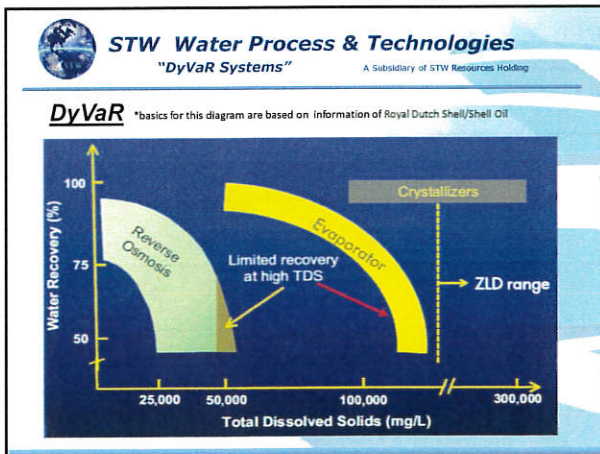 STW Water Process & Technologies
"DyVaR Systems"
A Subsidiary of STW Resources Holding
DyVaR *basics for this diagram are based on information of Royal Dutch Shell/Shell Oil
Water Recovery (%)
100
75
50
Reverse
Osmosis
Limited recovery
at high TDS
Evaporator
Crystallizers
ZLD range
25,000
50,000
100,000
300,000
Total Dissolved Solids (mg/L)